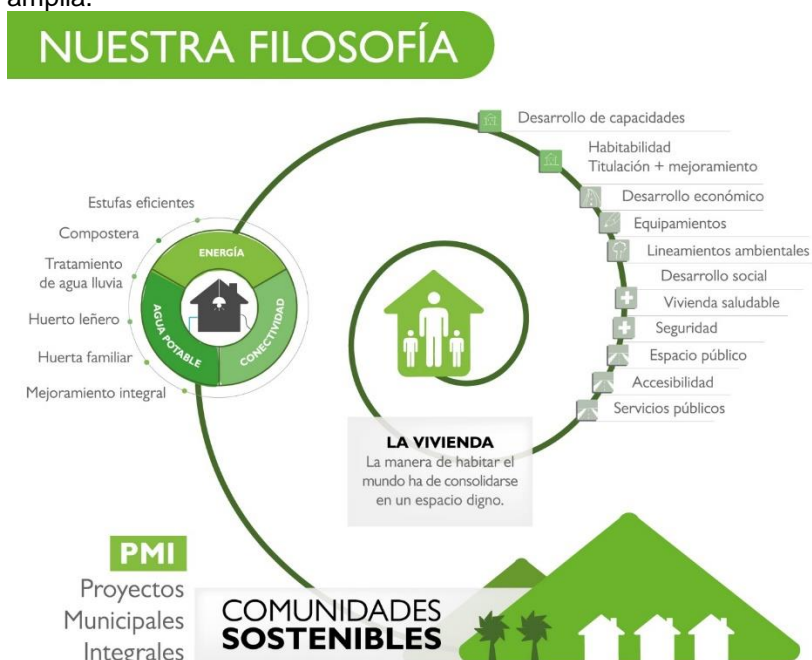 amplia.
NUESTRA FILOSOFÍA
Desarrollo de capacidades
Habitabilidad
Titulación + mejoramiento
Desarrollo económico
Equipamientos
Lineamientos ambientales
Desarrollo social
Vivienda saludable
Seguridad
Espacio público
Accesibilidad
Servicios públicos
Estufas eficientes
Compostera
Tratamiento
de agua lluvia
Huerto leñero
Huerta familiar
Mejoramiento integral
ENERGÍA
AGUA POTABLE
CONECTIVIDAD
LA VIVIENDA
La manera de habitar el
mundo ha de consolidarse
en un espacio digno.
PMI
Proyectos
Municipales
Integrales
COMUNIDADES
SOSTENIBLES